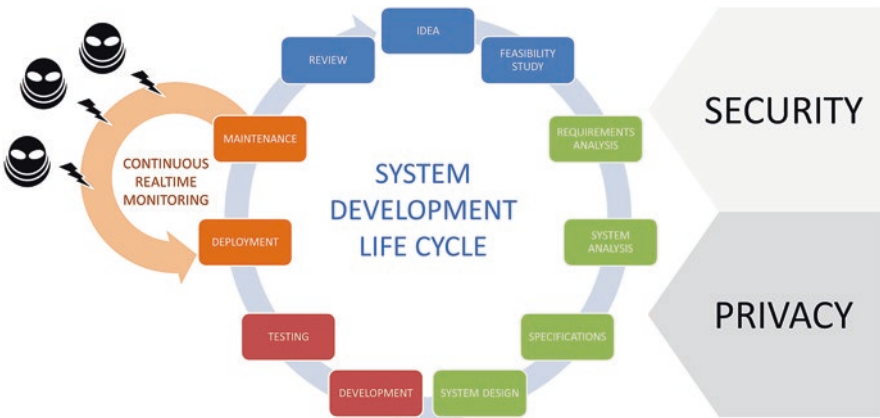 IDEA
FEASIBILITY
STUDY
REQUIREMENTS
ANALYSIS
SYSTEM
ANALYSIS
SPECIFICATIONS
SYSTEM DESIGN
DEVELOPMENT
TESTING
DEPLOYMENT
MAINTENANCE
REVIEW
CONTINUOUS
REALTIME
MONITORING
SYSTEM
DEVELOPMENT
LIFE CYCLE
SECURITY
PRIVACY